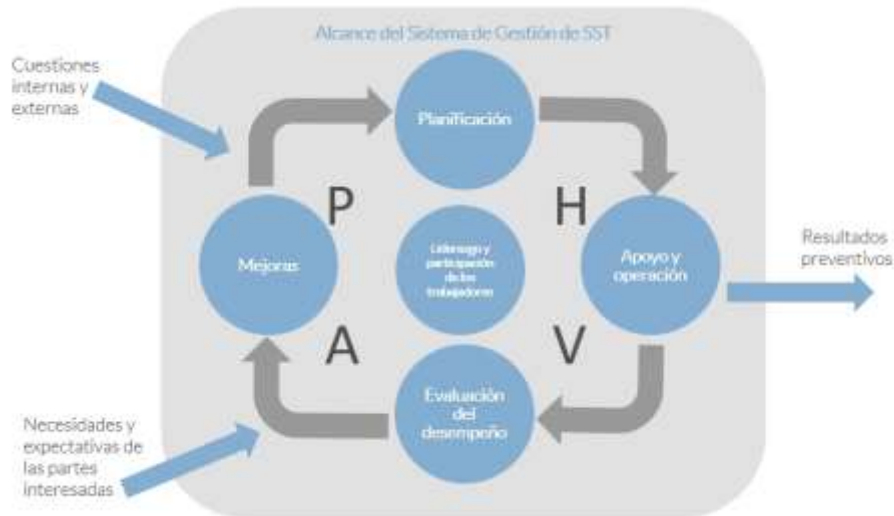 Alcance del Sistema de Gestión de SST
Cuestiones
internas y
externas
Planificación
P
H
Mejoras
Liderazgo y
participación
de los
trabajadores
Apoyo y
operación
Resultados
preventivos
A
V
Evaluación
del
desempeño
Necesidades y
expectativas de
las partes
interesadas